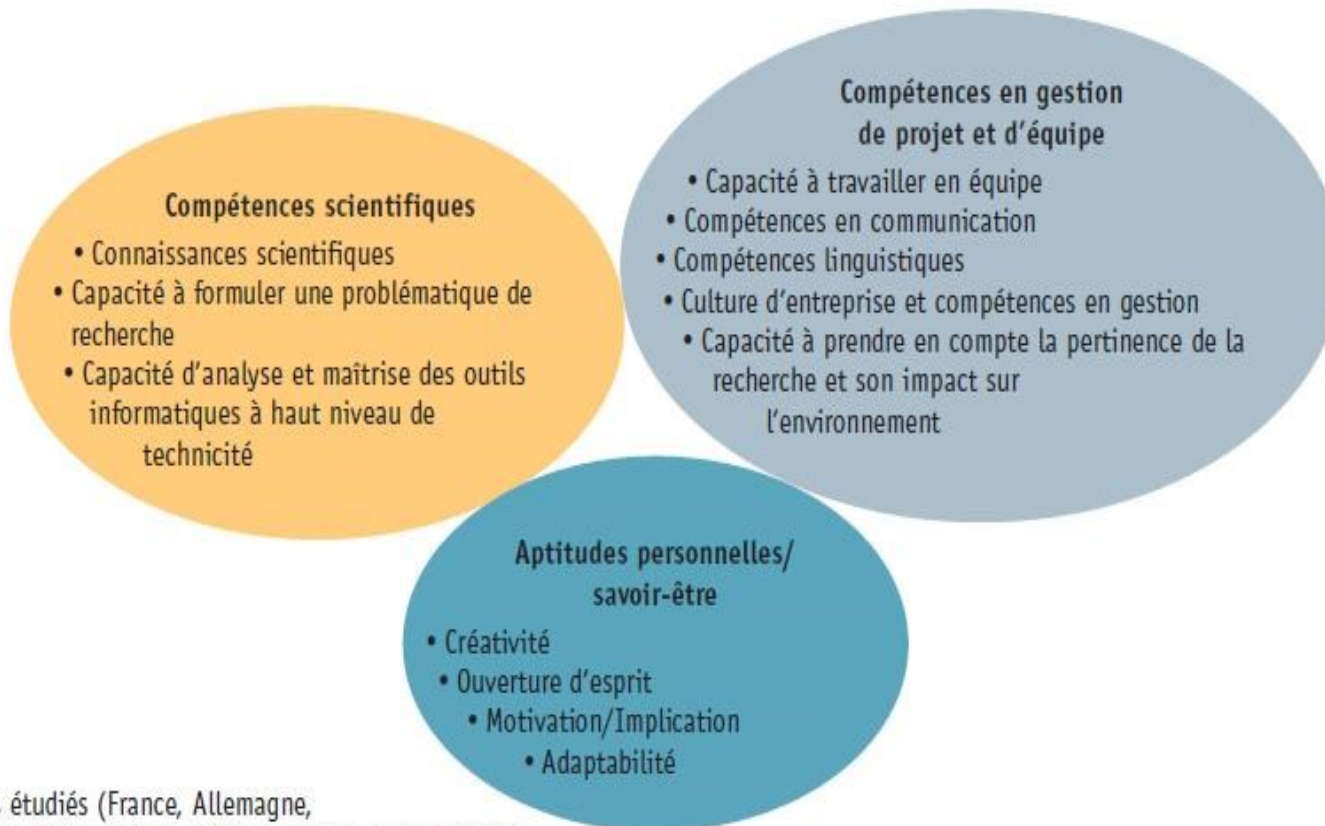 Compétences scientifiques
• Connaissances scientifiques
• Capacité à formuler une problématique de
recherche
• Capacité d'analyse et maîtrise des outils
informatiques à haut niveau de
technicité
Compétences en gestion
de projet et d'équipe
• Capacité à travailler en équipe
• Compétences en communication
• Compétences linguistiques
• Culture d'entreprise et compétences en gestion
• Capacité à prendre en compte la pertinence de la
recherche et son impact sur
l'environnement
Aptitudes personnelles/
savoir-être
• Créativité
• Ouverture d'esprit
• Motivation/Implication
• Adaptabilité
étudiés (France, Allemagne,